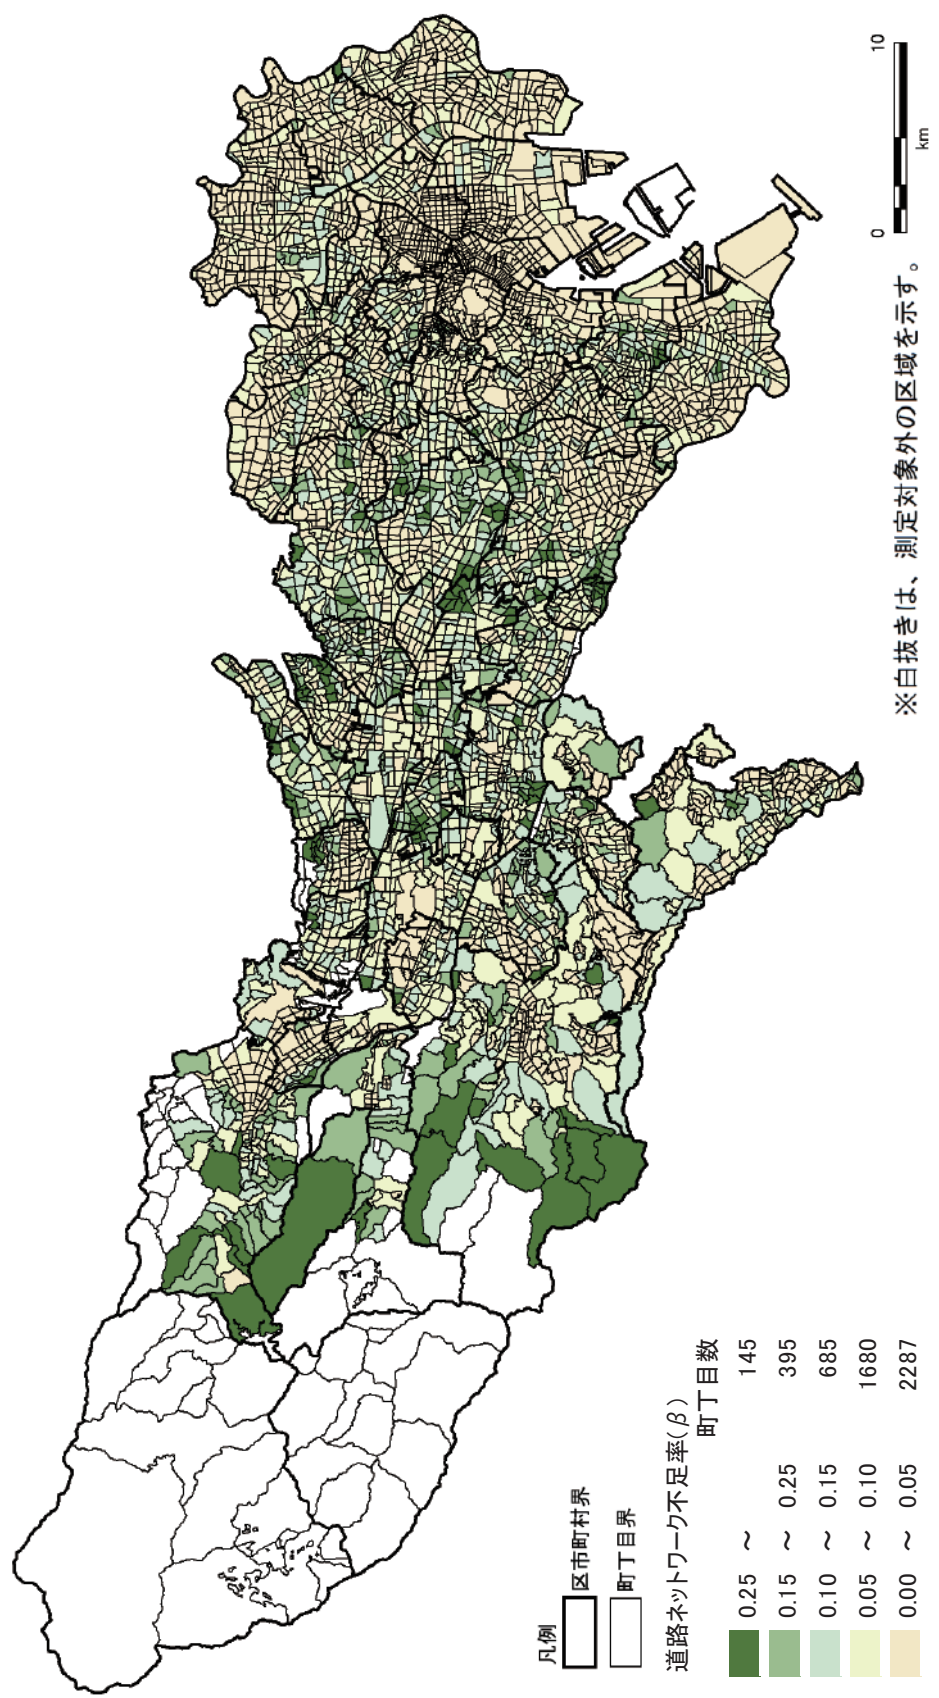 凡例
区市町村界
町丁目界
道路ネットワーク不足率(β)
町丁目数
0.25 ～ 145
0.15 ～ 0.25 395
0.10 ～ 0.15 685
0.05 ～ 0.10 1680
0.00 ～ 0.05 2287
0 10
km
※白抜きは、測定対象外の区域を示す。